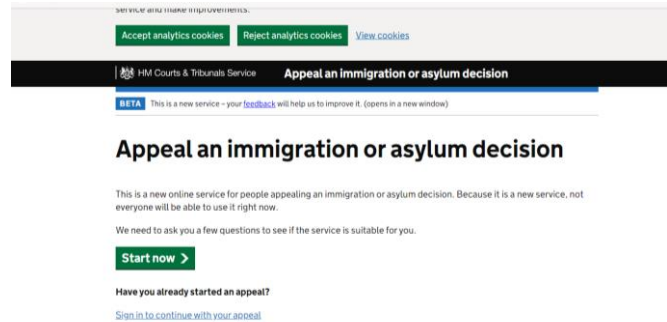 service and make improvements.
Accept analytics cookies
Reject analytics cookies
View cookies
HM Courts & Tribunals Service
Appeal an immigration or asylum decision
BETA
This is a new service – your feedback will help us to improve it. (opens in a new window)
Appeal an immigration or asylum decision
This is a new online service for people appealing an immigration or asylum decision. Because it is a new service, not
everyone will be able to use it right now.
We need to ask you a few questions to see if the service is suitable for you.
Start now
Have you already started an appeal?
Sign in to continue with your appeal